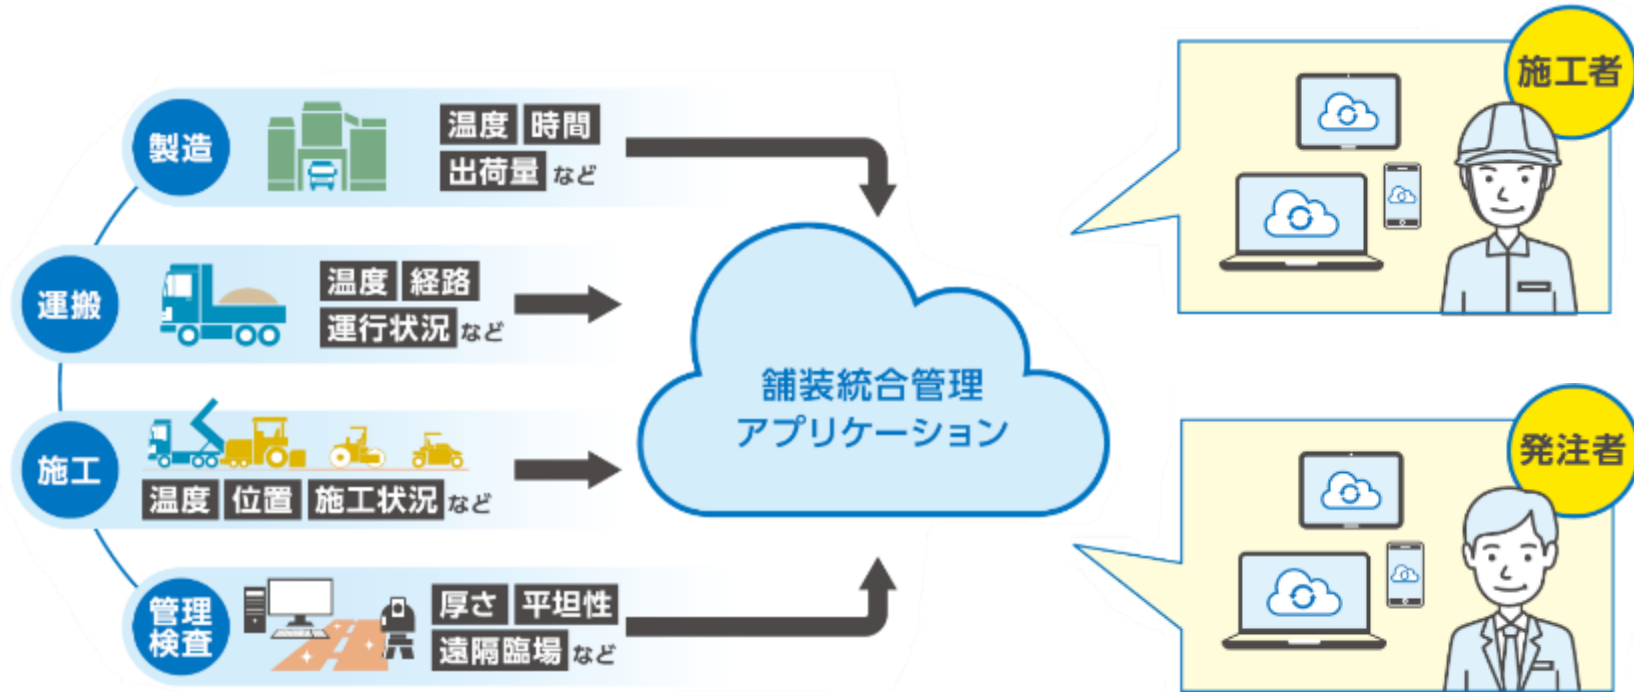 製造
温度 時間
出荷量 など
運搬
温度 経路
運行状況 など
施工
温度 位置 施工状況 など
管理
検査
厚さ 平坦性
遠隔臨場 など
舗装統合管理
アプリケーション
施工者
発注者